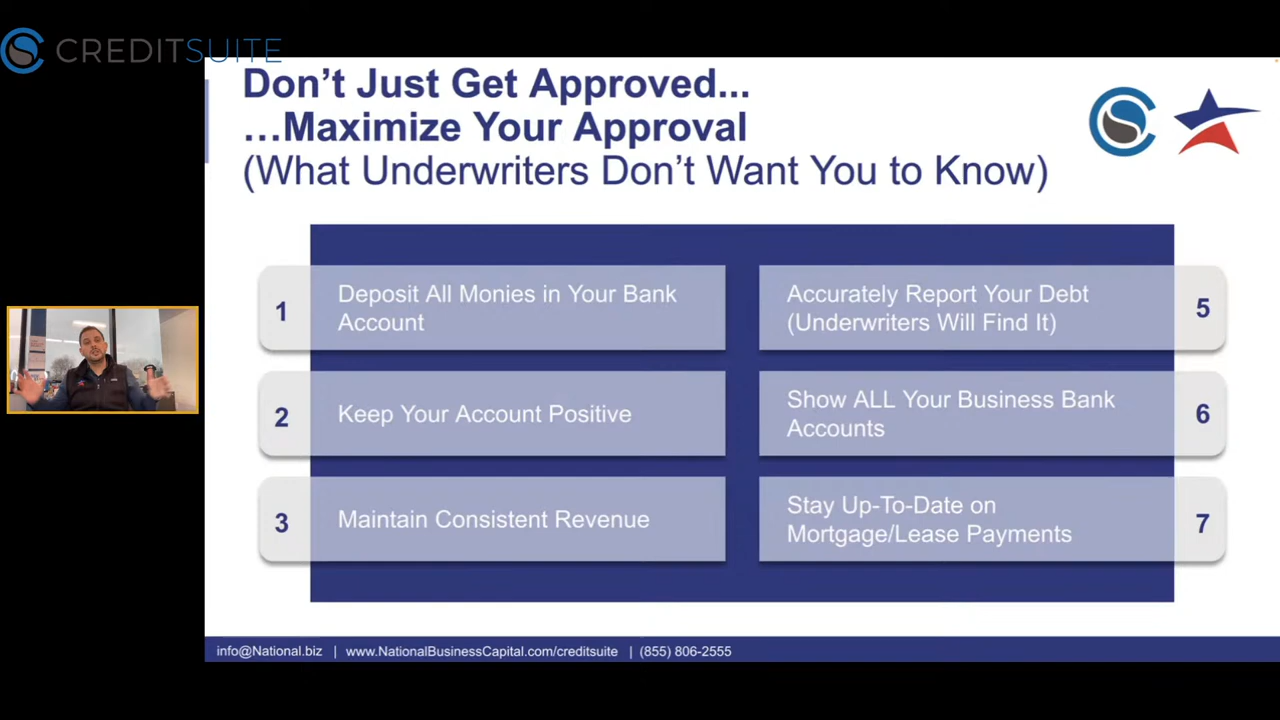 CREDITSUITE
Don’t Just Get Approved...
…Maximize Your Approval
(What Underwriters Don’t Want You to Know)
1
Deposit All Monies in Your Bank
Account
2
Keep Your Account Positive
3
Maintain Consistent Revenue
Accurately Report Your Debt
(Underwriters Will Find It)
5
Show ALL Your Business Bank
Accounts
6
Stay Up-To-Date on
Mortgage/Lease Payments
7
info@National.biz | www.NationalBusinessCapital.com/creditsuite | (855) 806-2555